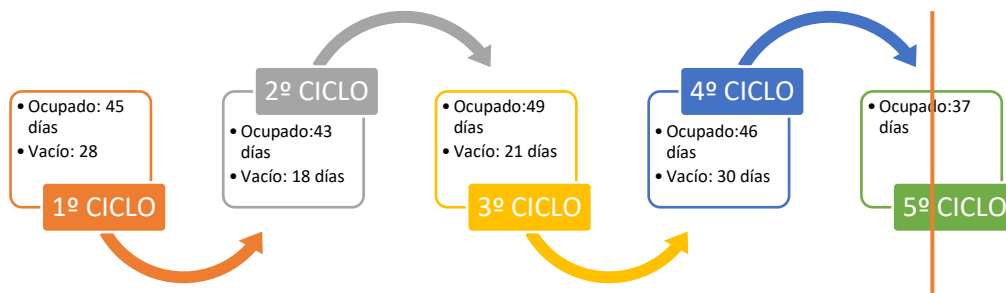 • Ocupado: 45
días
• Vacío: 28
1º CICLO
2º CICLO
• Ocupado:43
días
• Vacío: 18 días
• Ocupado:49
días
• Vacío: 21 días
3º CICLO
4º CICLO
• Ocupado:46
días
• Vacío: 30 días
• Ocupado:37
días
5º CICLO